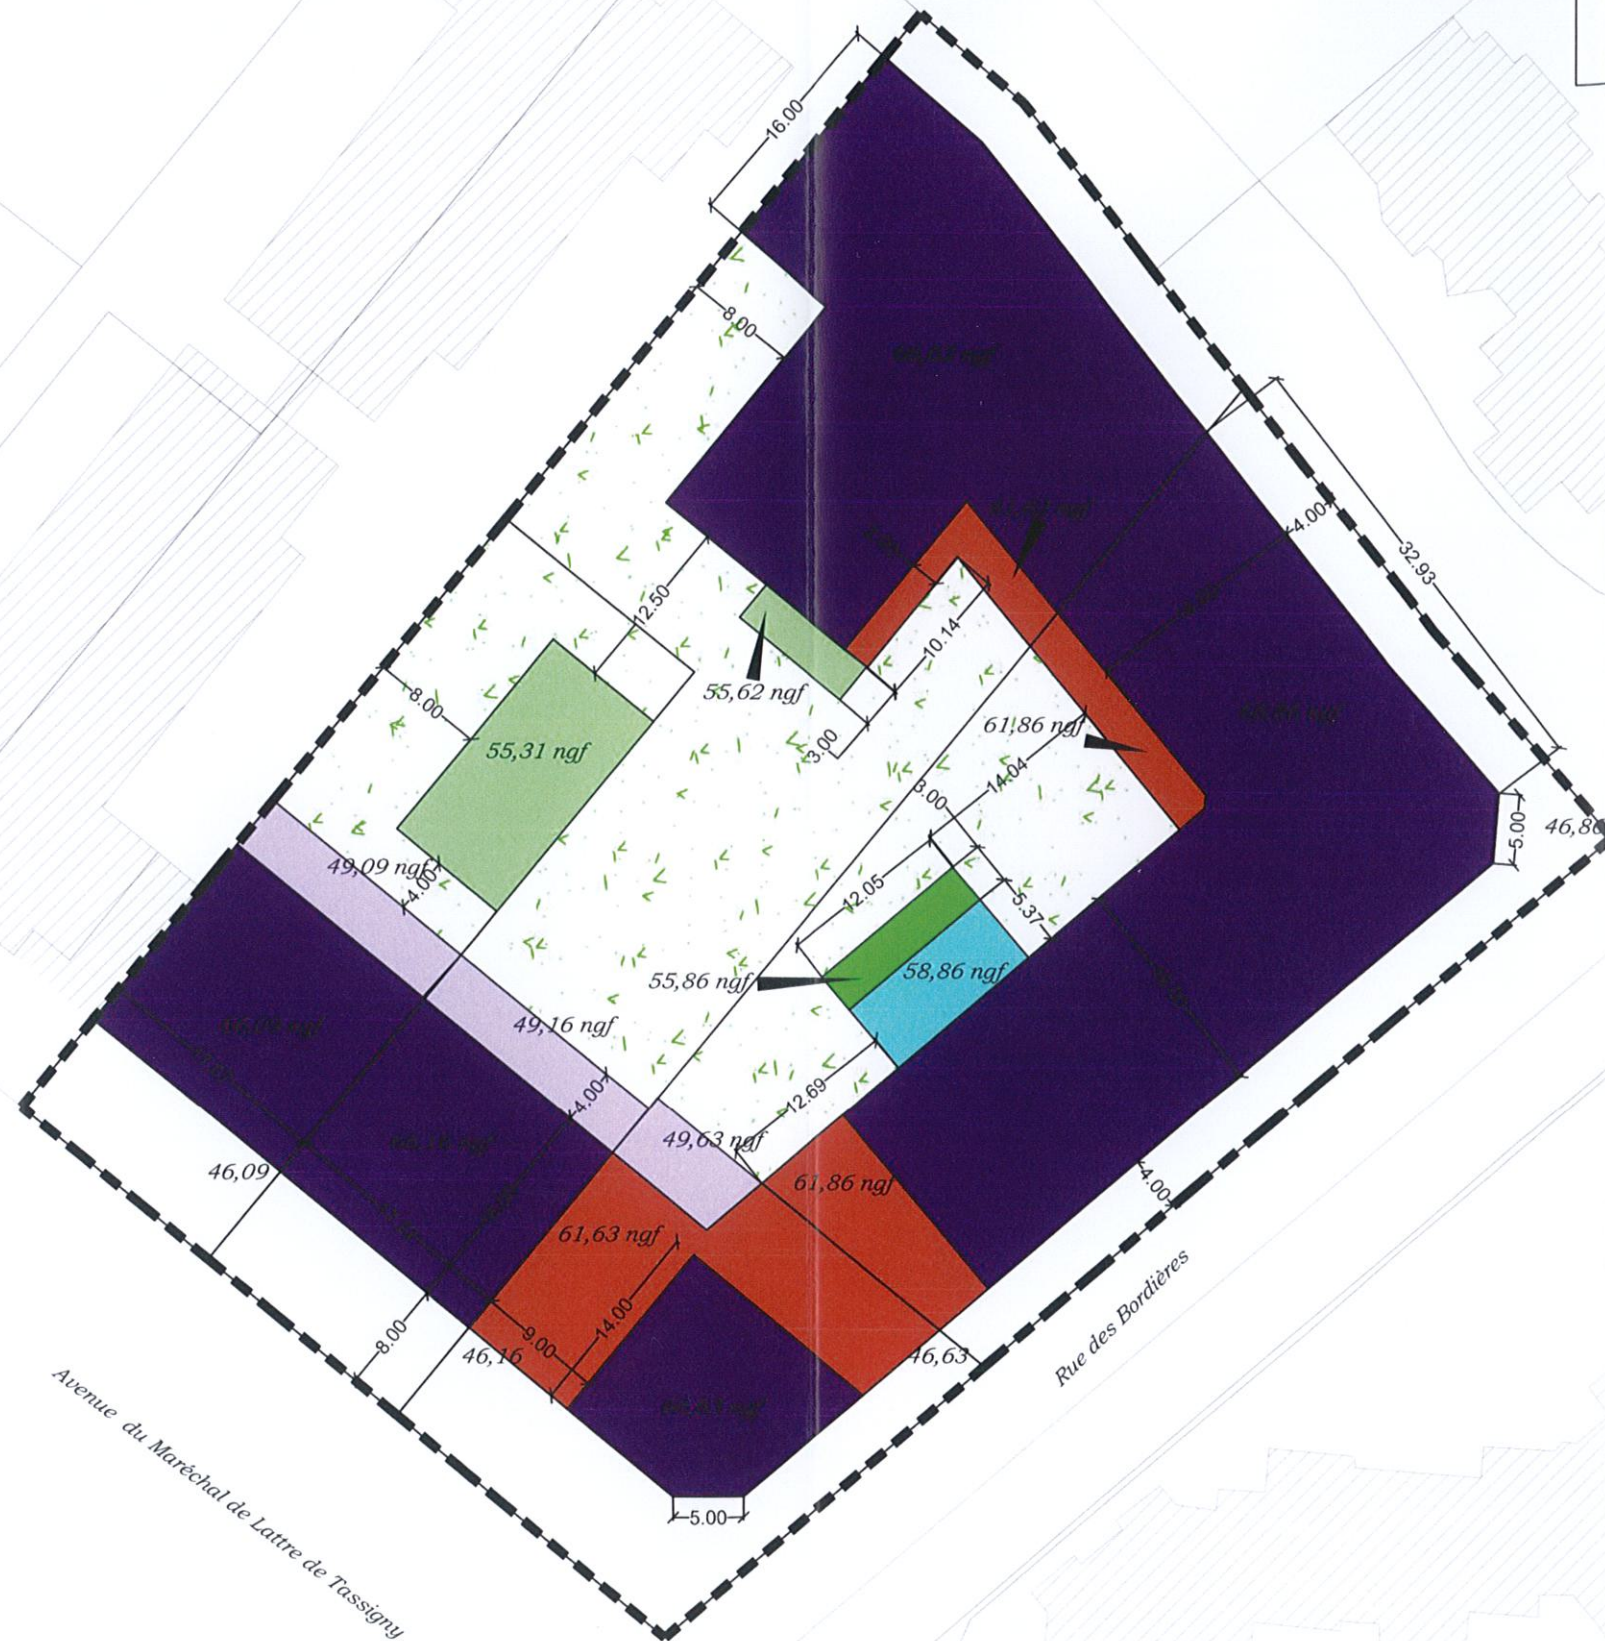 16.00
8.00
4.00
32.93
12.50
10.14
55,62 ngf
8.00
61,86 ngf
55,31 ngf
3.00
14.04
3.00
5.00
46,86
49,09 ngf
4.00
12.05
5.37
58,86 ngf
55,86 ngf
49,16 ngf
4.00
12.69
49,63 ngf
46,09
61,86 ngf
4.00
61,63 ngf
14.00
9.00
8.00
46,16
46,63
Rue des Bordières
5.00
Avenue du Maréchal de Lattre de Tassigny